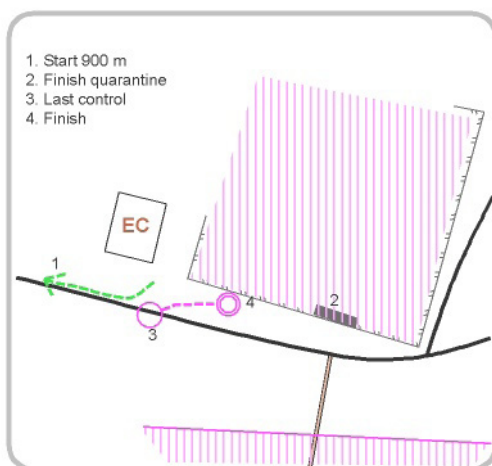 1. Start 900 m
2. Finish quarantine
3. Last control
4. Finish
EC
1
2
4
3